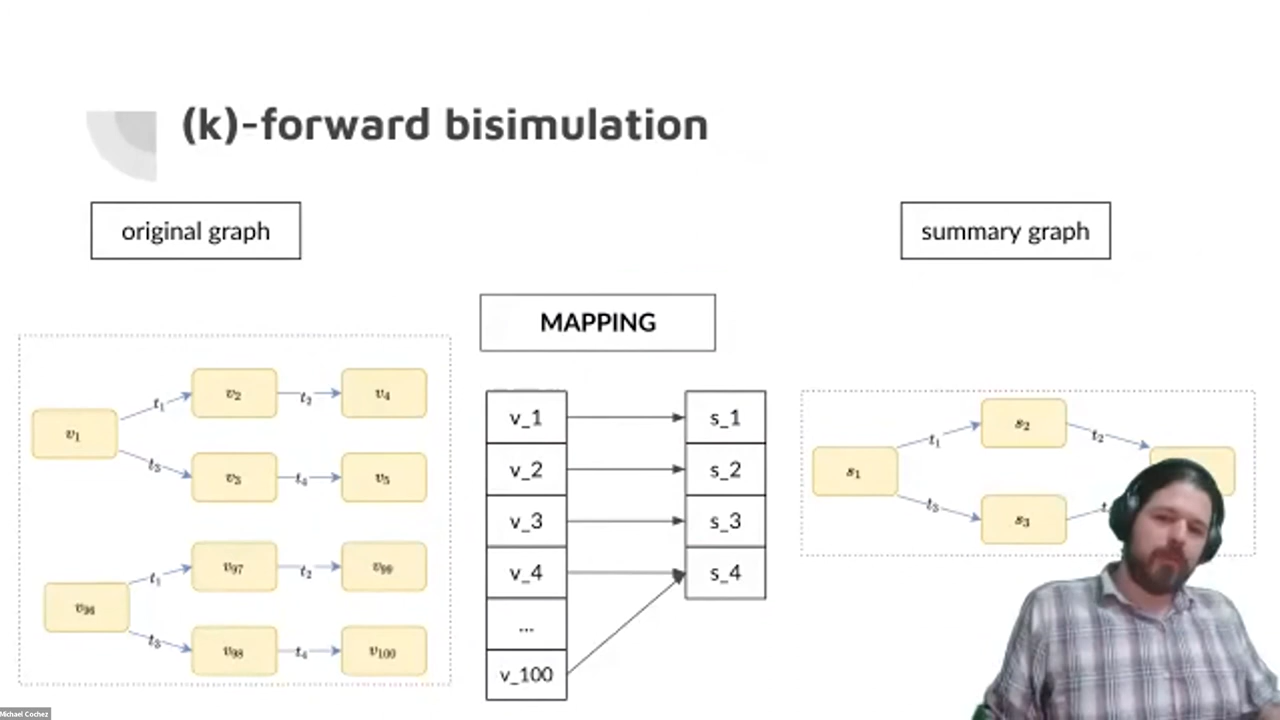 (k)-forward bisimulation
original graph
summary graph
MAPPING
v₁
t₁
v₂
t₂
v₄
t₃
v₃
t₄
v₅
v₉₆
t₁
v₉₇
t₂
v₉₉
t₃
v₉₈
t₄
v₁₀₀
v_1
s_1
v_2
s_2
v_3
s_3
v_4
s_4
...
v_100
s₁
t₁
s₂
t₂
t₃
s₃
Michael Cochez